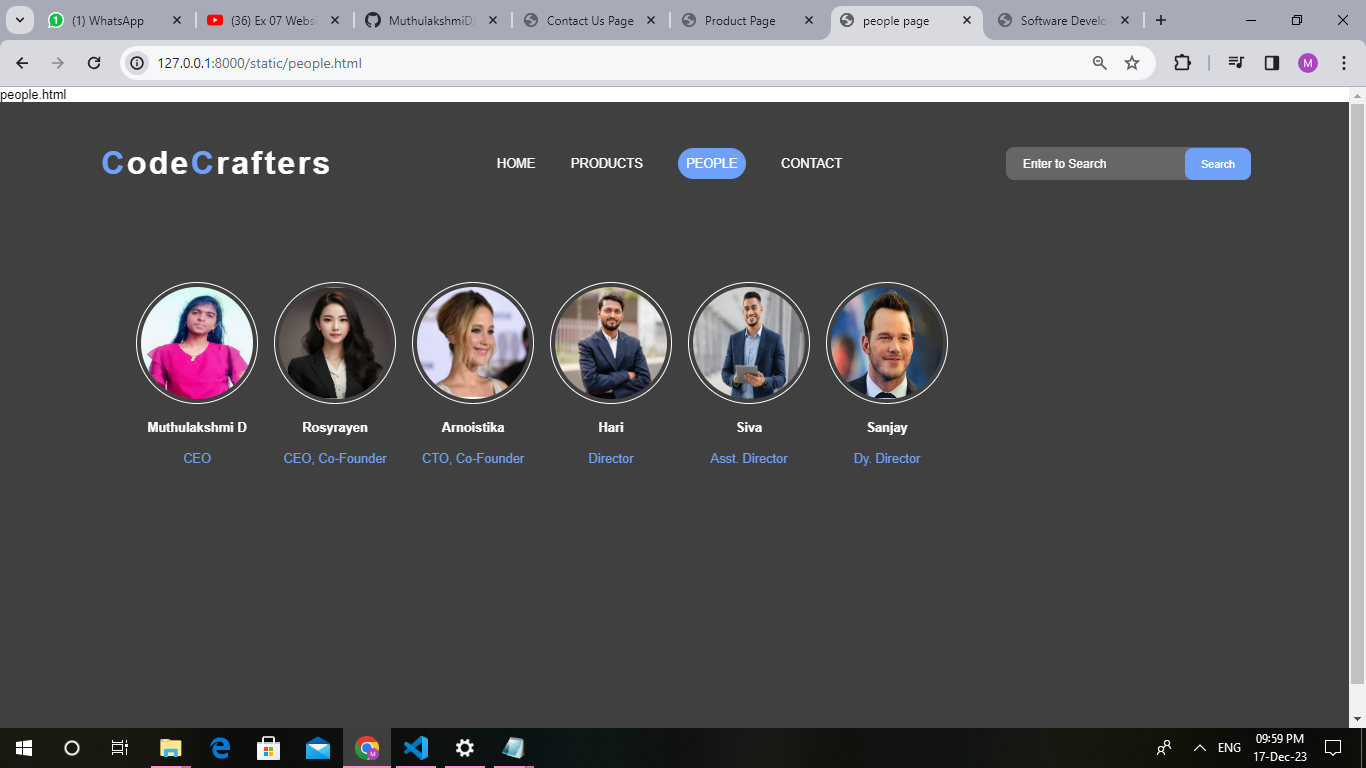 (1) WhatsApp
(36) Ex 07 Websi
MuthulakshmiD
Contact Us Page
Product Page
people page
Software Develo
127.0.0.1:8000/static/people.html
M
people.html
CodeCrafters
HOME PRODUCTS PEOPLE CONTACT
Enter to Search
Search
Muthulakshmi D
CEO
Rosyrayen
CEO, Co-Founder
Arnoistika
CTO, Co-Founder
Hari
Director
Siva
Asst. Director
Sanjay
Dy. Director
ENG
09:59 PM
17-Dec-23